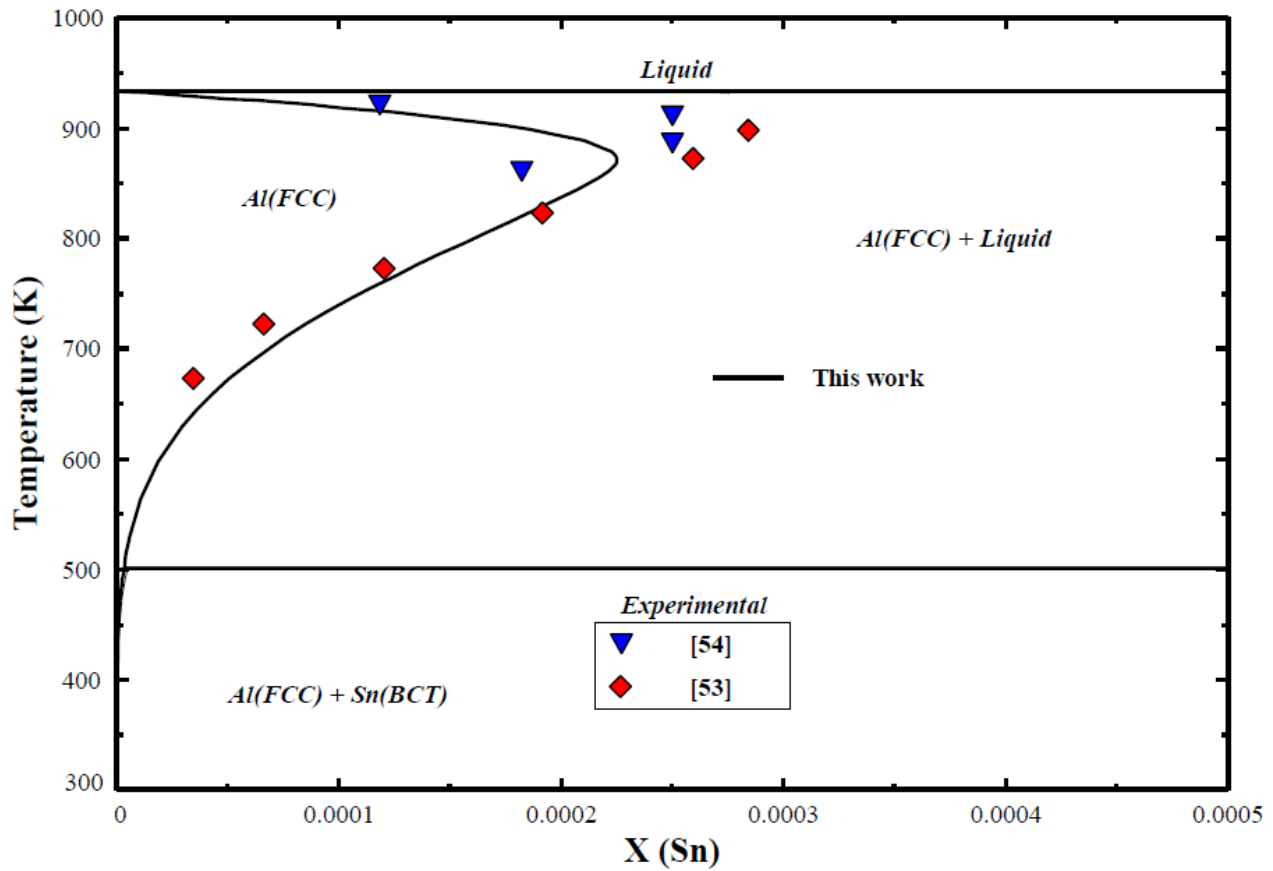 1000
Liquid
900
Al(FCC)
800
Al(FCC) + Liquid
700
This work
600
500
Experimental
[54]
[53]
400
Al(FCC) + Sn(BCT)
300
0
0.0001
0.0002
0.0003
0.0004
0.0005
X (Sn)
Temperature (K)